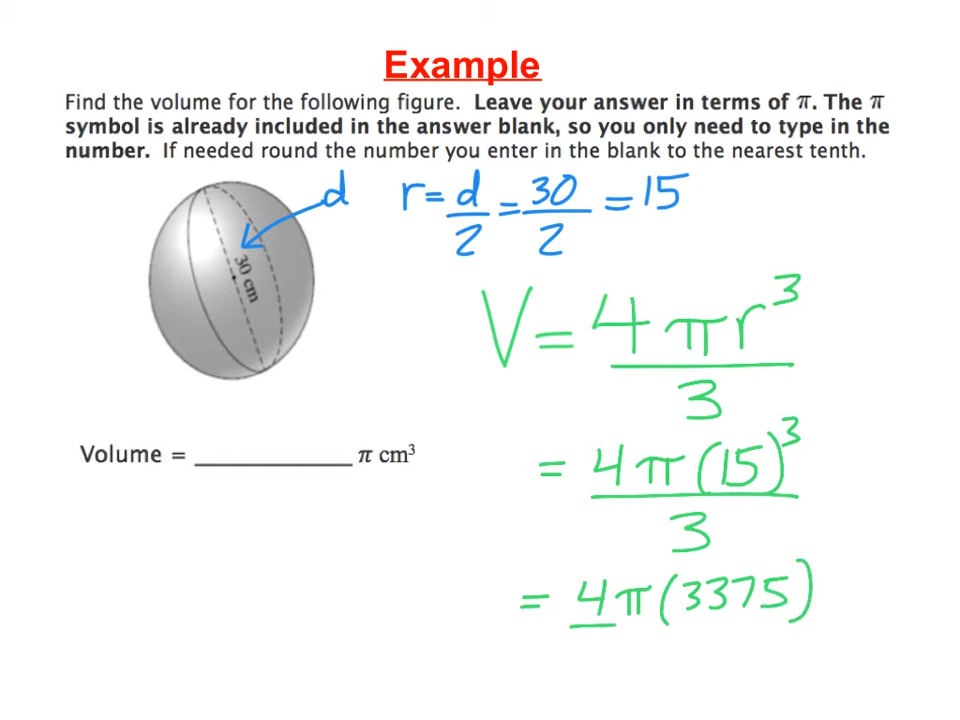 Example
Find the volume for the following figure. Leave your answer in terms of π. The π
symbol is already included in the answer blank, so you only need to type in the
number. If needed round the number you enter in the blank to the nearest tenth.
d r = d/2 = 30/2 = 15
30 cm
V = 4πr³/3
Volume = ____________ π cm³
= 4π(15)³/3
= 4π(3375)